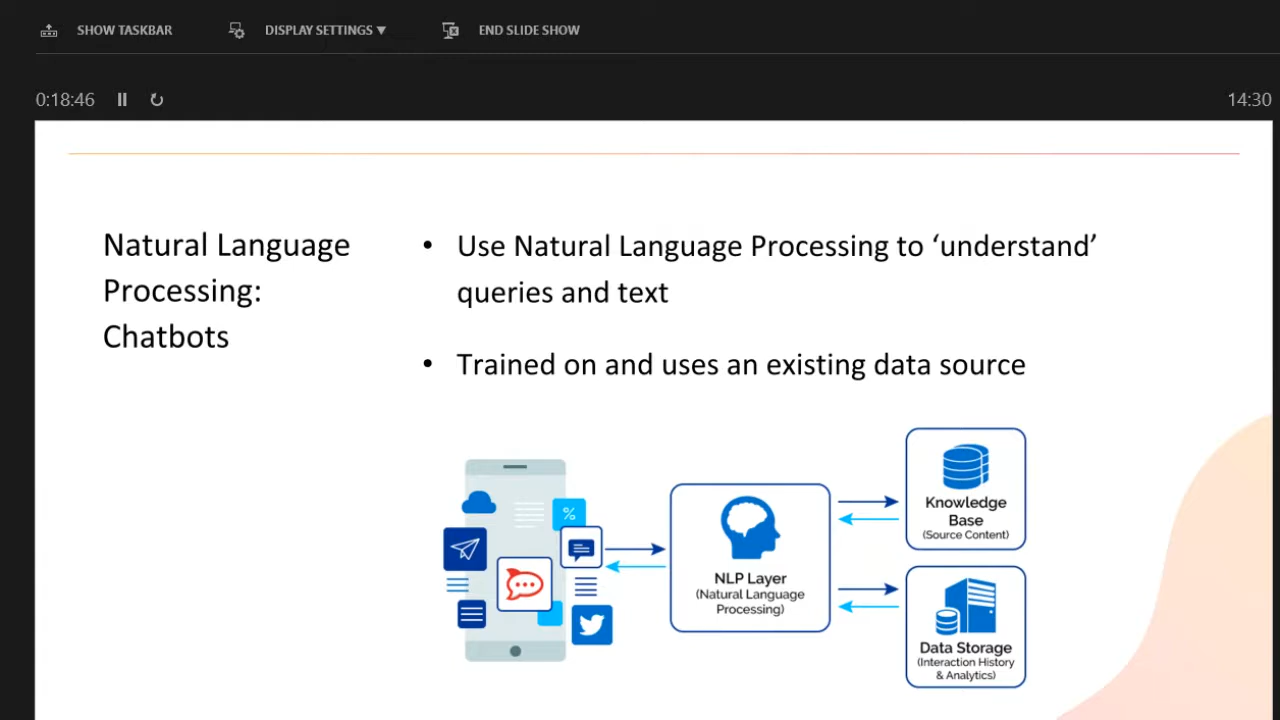 SHOW TASKBAR
DISPLAY SETTINGS ▼
END SLIDE SHOW
0:18:46
14:30
Natural Language
Processing:
Chatbots
• Use Natural Language Processing to ‘understand’
queries and text
• Trained on and uses an existing data source
%
NLP Layer
(Natural Language
Processing)
Knowledge
Base
(Source Content)
Data Storage
(Interaction History
& Analytics)